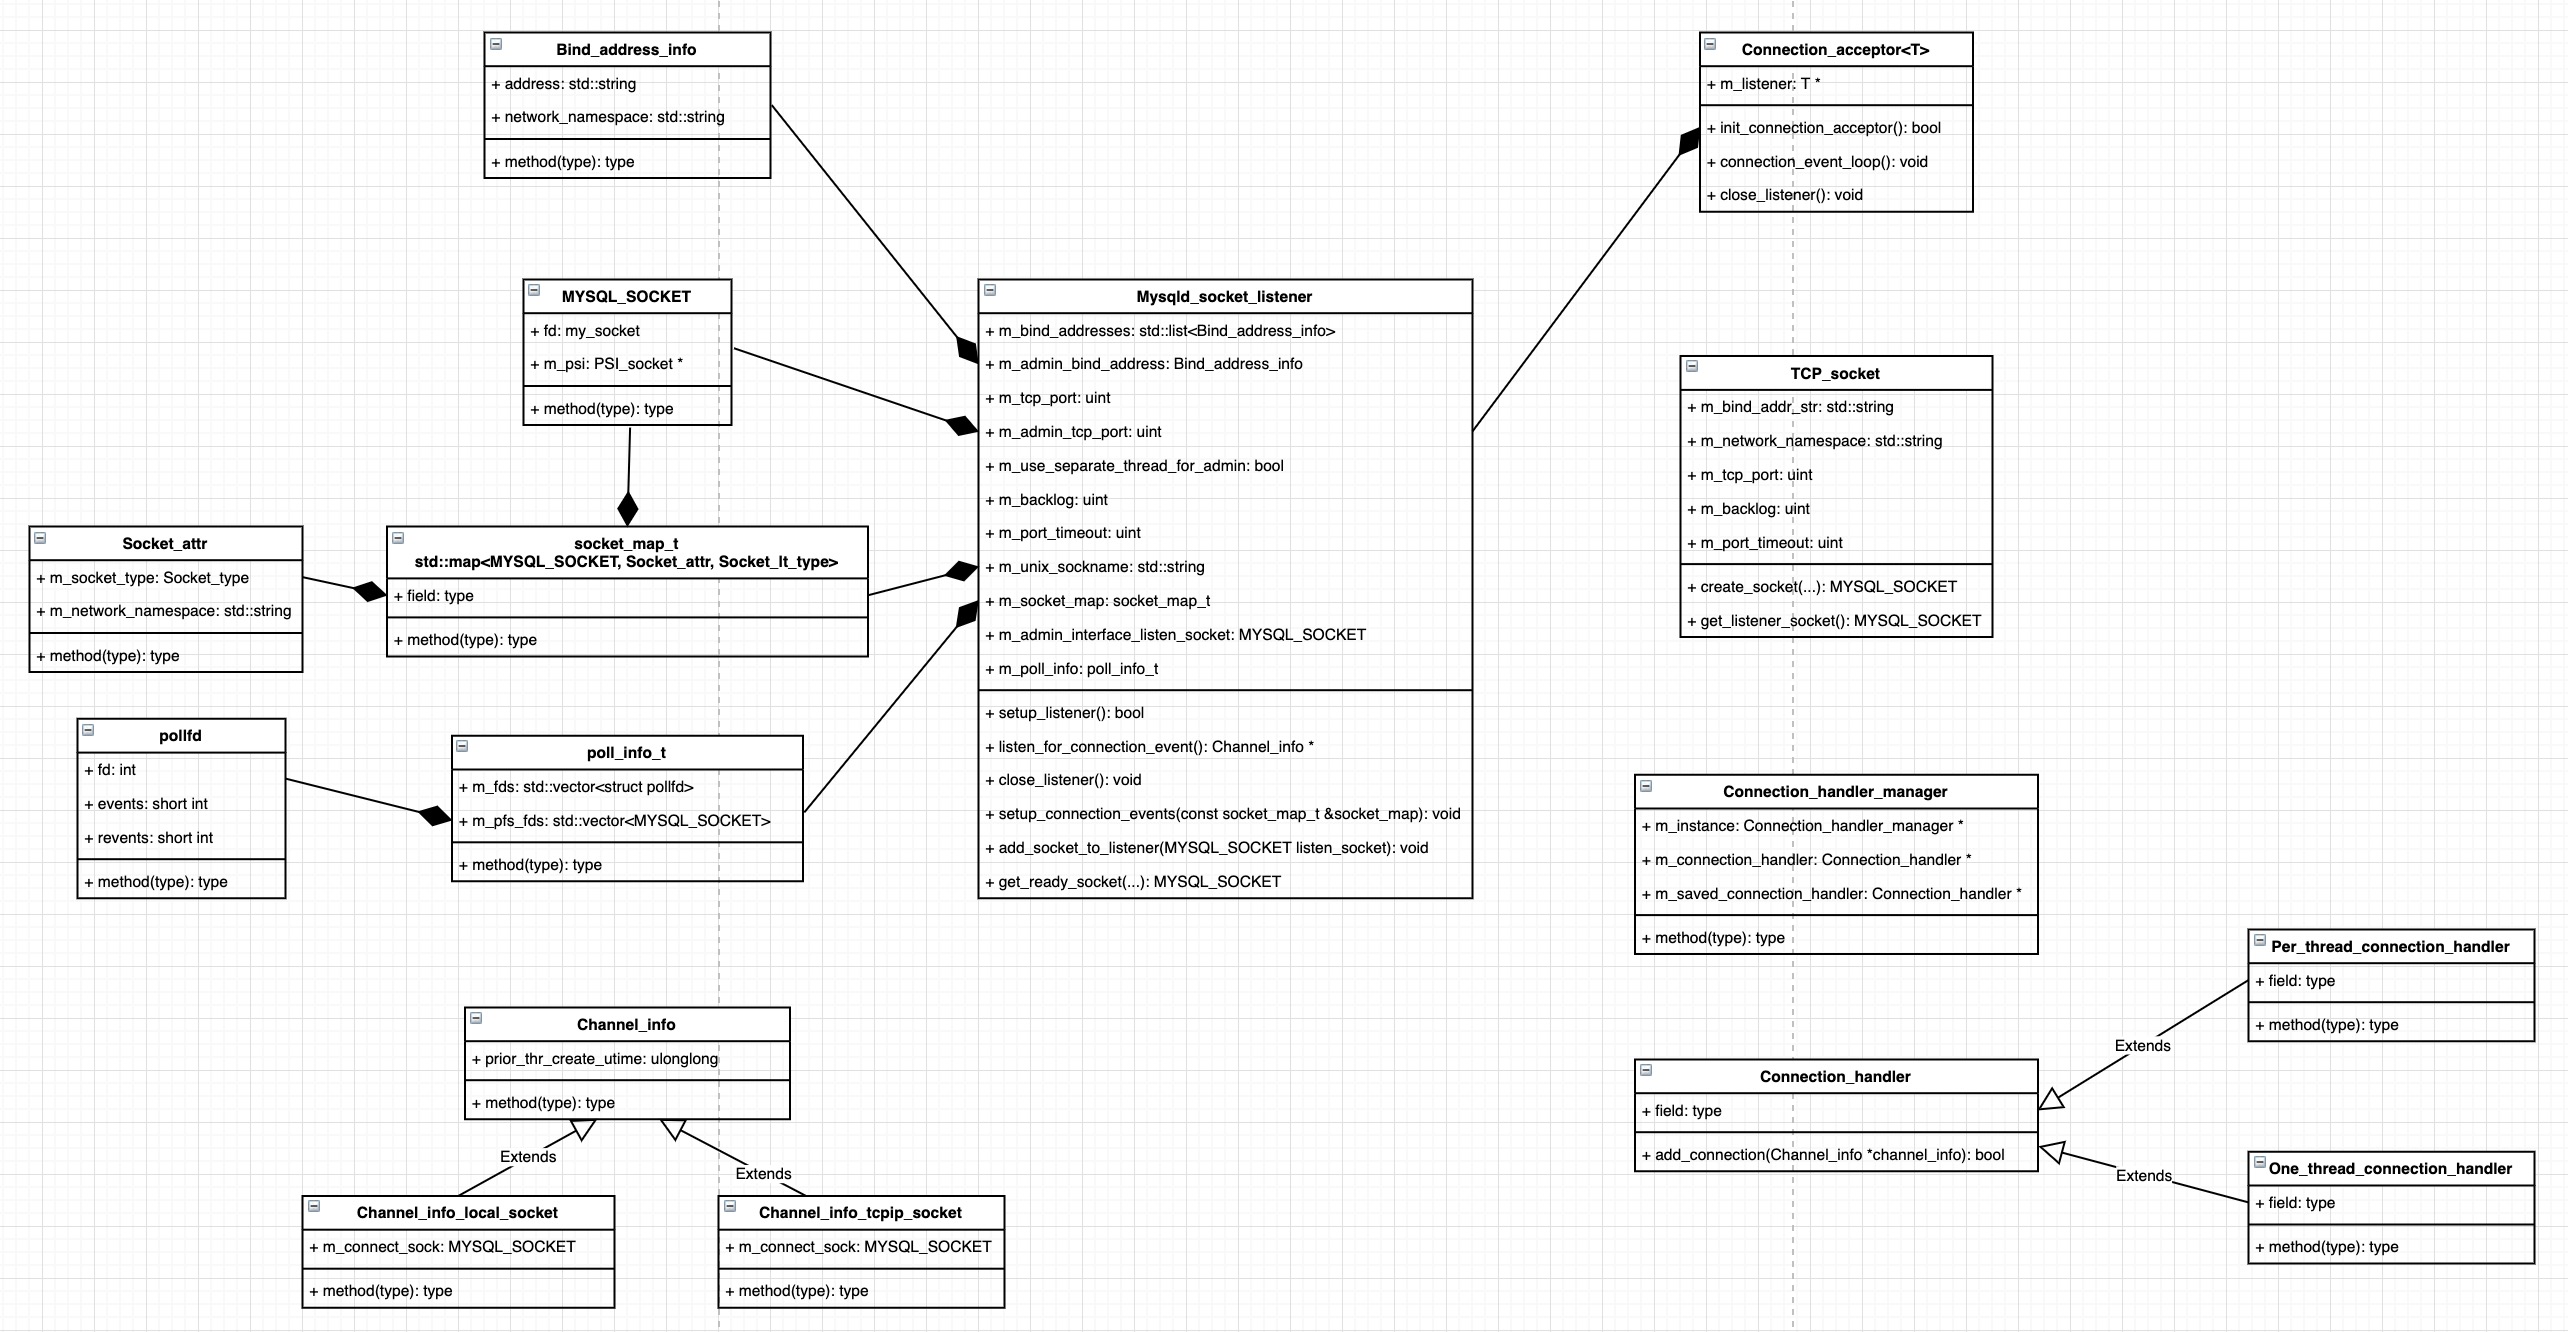 Bind_address_info
+ address: std::string
+ network_namespace: std::string
+ method(type): type
Connection_acceptor<T>
+ m_listener: T *
+ init_connection_acceptor(): bool
+ connection_event_loop(): void
+ close_listener(): void
MYSQL_SOCKET
+ fd: my_socket
+ m_psi: PSI_socket *
+ method(type): type
Mysqld_socket_listener
+ m_bind_addresses: std::list<Bind_address_info>
+ m_admin_bind_address: Bind_address_info
+ m_tcp_port: uint
+ m_admin_tcp_port: uint
+ m_use_separate_thread_for_admin: bool
+ m_backlog: uint
+ m_port_timeout: uint
+ m_unix_sockname: std::string
+ m_socket_map: socket_map_t
+ m_admin_interface_listen_socket: MYSQL_SOCKET
+ m_poll_info: poll_info_t
+ setup_listener(): bool
+ listen_for_connection_event(): Channel_info *
+ close_listener(): void
+ setup_connection_events(const socket_map_t &socket_map): void
+ add_socket_to_listener(MYSQL_SOCKET listen_socket): void
+ get_ready_socket(...): MYSQL_SOCKET
TCP_socket
+ m_bind_addr_str: std::string
+ m_network_namespace: std::string
+ m_tcp_port: uint
+ m_backlog: uint
+ m_port_timeout: uint
+ create_socket(...): MYSQL_SOCKET
+ get_listener_socket(): MYSQL_SOCKET
Socket_attr
+ m_socket_type: Socket_type
+ m_network_namespace: std::string
+ method(type): type
socket_map_t
std::map<MYSQL_SOCKET, Socket_attr, Socket_lt_type>
+ field: type
+ method(type): type
pollfd
+ fd: int
+ events: short int
+ revents: short int
+ method(type): type
poll_info_t
+ m_fds: std::vector<struct pollfd>
+ m_pfs_fds: std::vector<MYSQL_SOCKET>
+ method(type): type
Connection_handler_manager
+ m_instance: Connection_handler_manager *
+ m_connection_handler: Connection_handler *
+ m_saved_connection_handler: Connection_handler *
+ method(type): type
Per_thread_connection_handler
+ field: type
+ method(type): type
Extends
Channel_info
+ prior_thr_create_utime: ulonglong
+ method(type): type
Extends
Extends
Connection_handler
+ field: type
+ add_connection(Channel_info *channel_info): bool
Extends
One_thread_connection_handler
+ field: type
+ method(type): type
Channel_info_local_socket
+ m_connect_sock: MYSQL_SOCKET
+ method(type): type
Channel_info_tcpip_socket
+ m_connect_sock: MYSQL_SOCKET
+ method(type): type